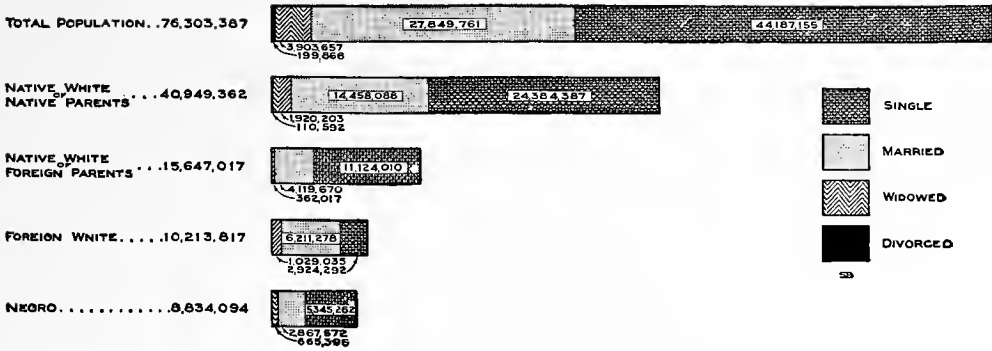 TOTAL POPULATION..76,303,387
27,849,761
44187,155
3,903,657
199,866
NATIVE WHITE
OF ...40,949,362
NATIVE PARENTS
14,458,088
24,384,387
1,920,203
110,592
NATIVE WHITE
OF ...15,647,017
FOREIGN PARENTS
11,124,010
4,119,670
362,017
FOREIGN WHITE.....10,213,817
6,211,278
1,029,035
2,924,292
NEGRO............8,834,094
5,345,262
2,867,572
665,395
SINGLE
MARRIED
WIDOWED
DIVORCED